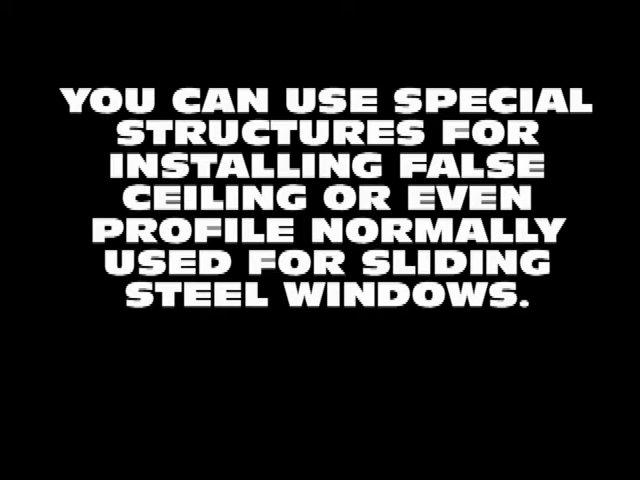 YOU CAN USE SPECIAL
STRUCTURES FOR
INSTALLING FALSE
CEILING OR EVEN
PROFILE NORMALLY
USED FOR SLIDING
STEEL WINDOWS.